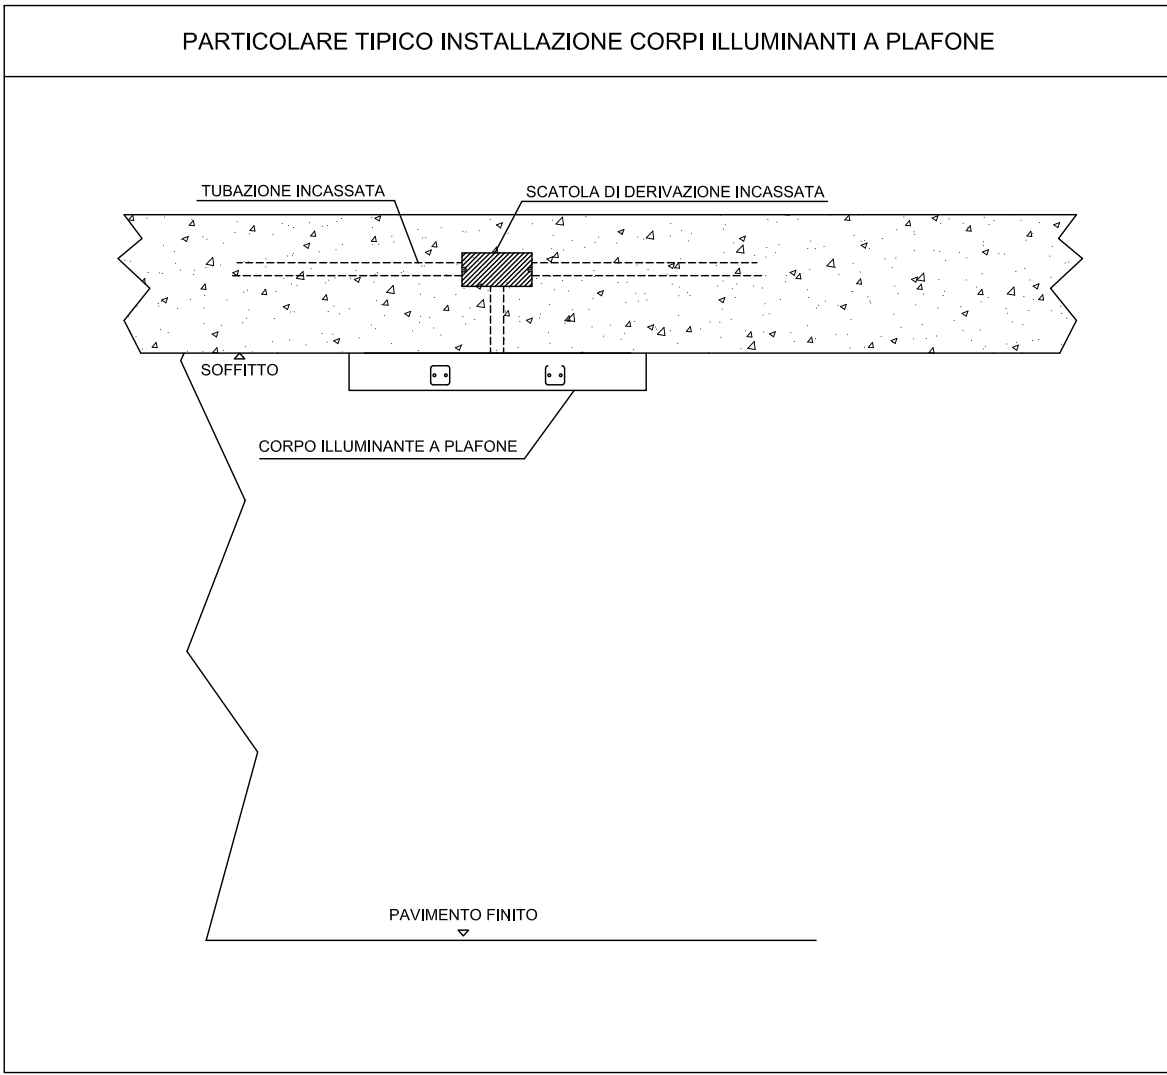 PARTICOLARE TIPICO INSTALLAZIONE CORPI ILLUMINANTI A PLAFONE
TUBAZIONE INCASSATA
SCATOLA DI DERIVAZIONE INCASSATA
SOFFITTO
CORPO ILLUMINANTE A PLAFONE
PAVIMENTO FINITO